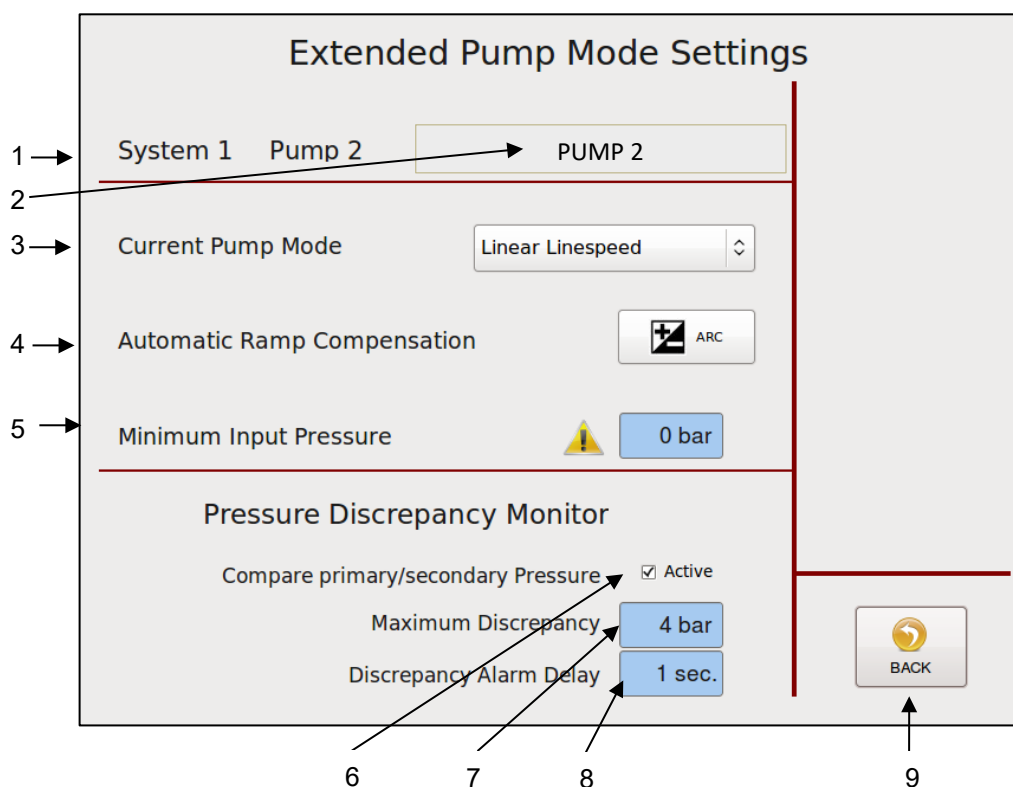 Extended Pump Mode Settings
1 System 1 Pump 2 PUMP 2
2
3 Current Pump Mode Linear Linespeed
4 Automatic Ramp Compensation ARC
5 Minimum Input Pressure 0 bar
Pressure Discrepancy Monitor
Compare primary/secondary Pressure Active
Maximum Discrepancy 4 bar
Discrepancy Alarm Delay 1 sec.
BACK
6 7 8 9